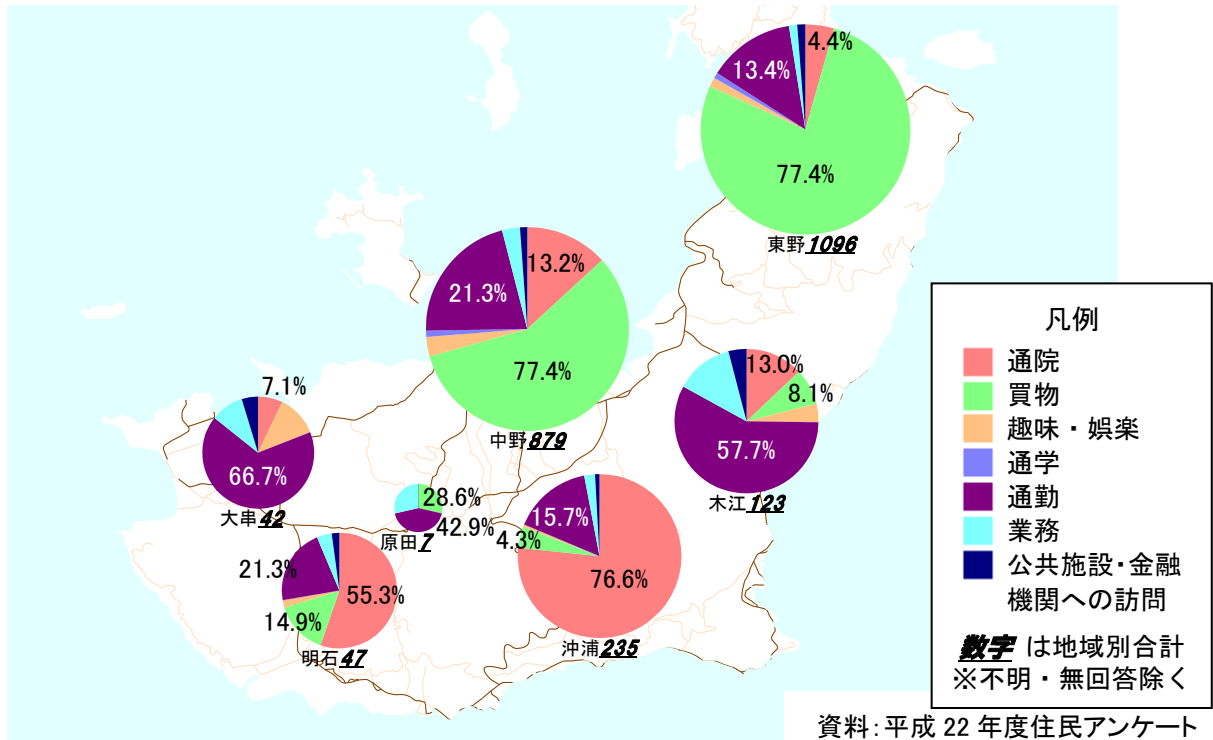 4.4%
13.4%
77.4%
東野1096
13.2%
21.3%
77.4%
中野879
13.0%
8.1%
57.7%
木江123
7.1%
66.7%
大串42
28.6%
42.9%
原田7
15.7%
4.3%
76.6%
沖浦235
21.3%
55.3%
14.9%
明石47
凡例
通院
買物
趣味・娯楽
通学
通勤
業務
公共施設・金融
機関への訪問
数字 は地域別合計
※不明・無回答除く
資料:平成 22 年度住民アンケート